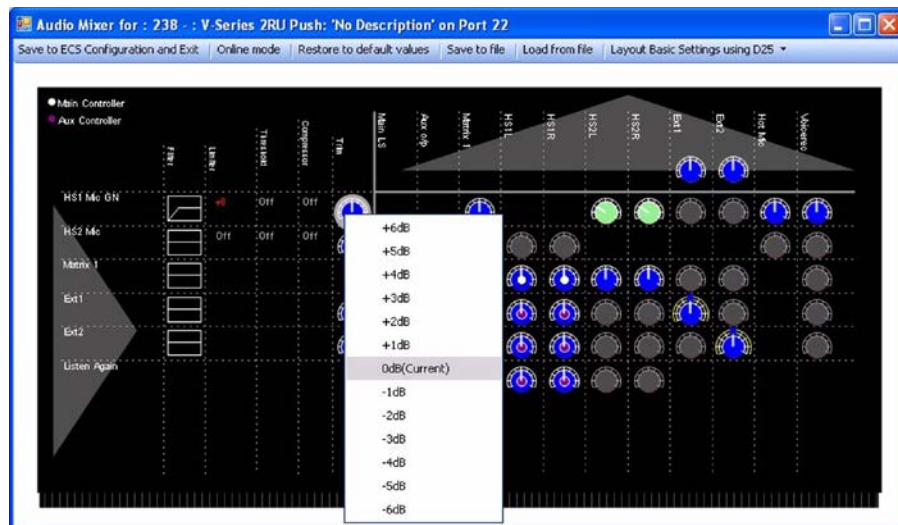 Audio Mixer for : 238 - : V-Series 2RU Push: 'No Description' on Port 22
Save to ECS Configuration and Exit Online mode Restore to default values Save to file Load from file Layout Basic Settings using D25
Main Controller
Aux Controller
Filter
Limiter
Transient
Compressor
Trim
Main LS
Aux o/p
Matrix 1
HS1L
HS1R
HS2L
HS2R
Ext1
Ext2
Hot Mic
Voicerec
HS1 Mic GN +8 Off Off
HS2 Mic Off Off Off
Matrix 1
Ext1
Ext2
Listen Again
+6dB
+5dB
+4dB
+3dB
+2dB
+1dB
0dB(Current)
-1dB
-2dB
-3dB
-4dB
-5dB
-6dB